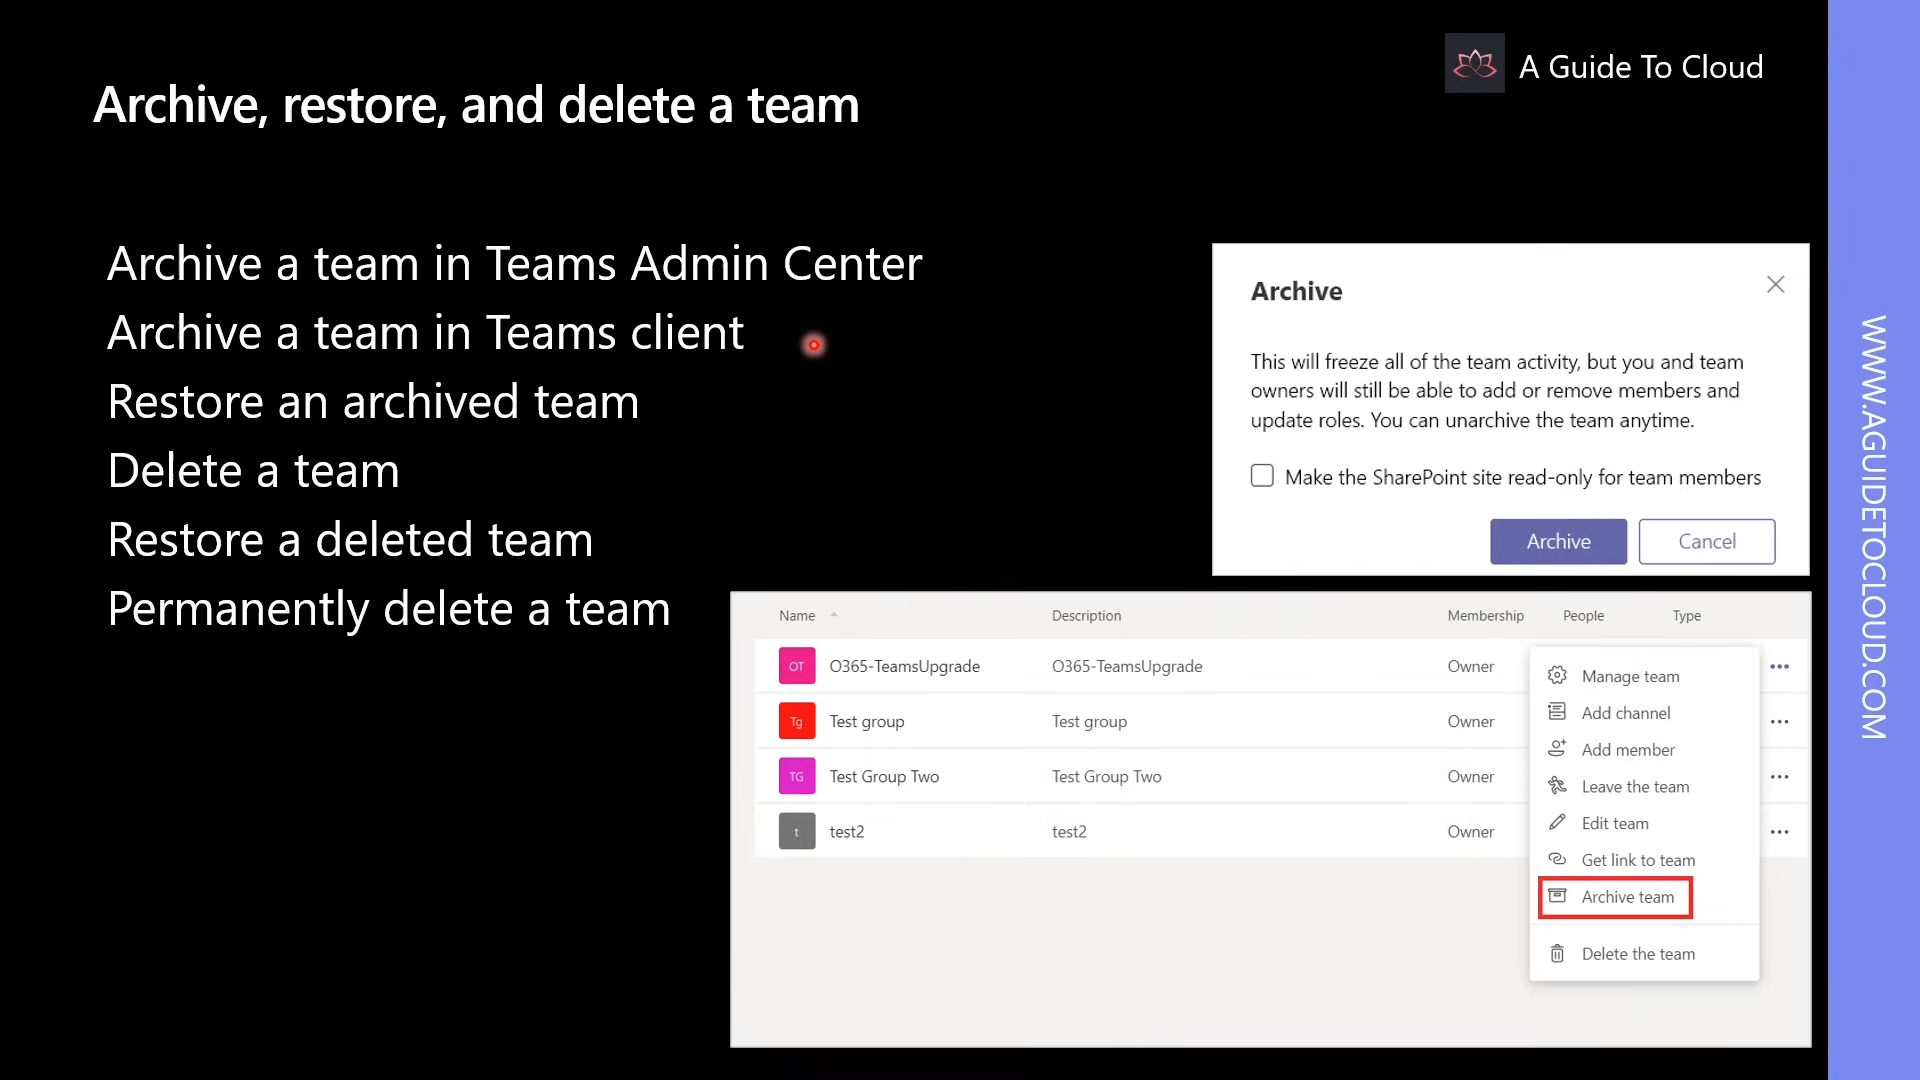 A Guide To Cloud
Archive, restore, and delete a team
Archive a team in Teams Admin Center
Archive a team in Teams client
Restore an archived team
Delete a team
Restore a deleted team
Permanently delete a team
Archive
This will freeze all of the team activity, but you and team
owners will still be able to add or remove members and
update roles. You can unarchive the team anytime.
Make the SharePoint site read-only for team members
Archive Cancel
Name Description Membership People Type
OT O365-TeamsUpgrade O365-TeamsUpgrade Owner
Tg Test group Test group Owner
TG Test Group Two Test Group Two Owner
t test2 test2 Owner
Manage team
Add channel
Add member
Leave the team
Edit team
Get link to team
Archive team
Delete the team
WWW.AGUIDETOCLOUD.COM